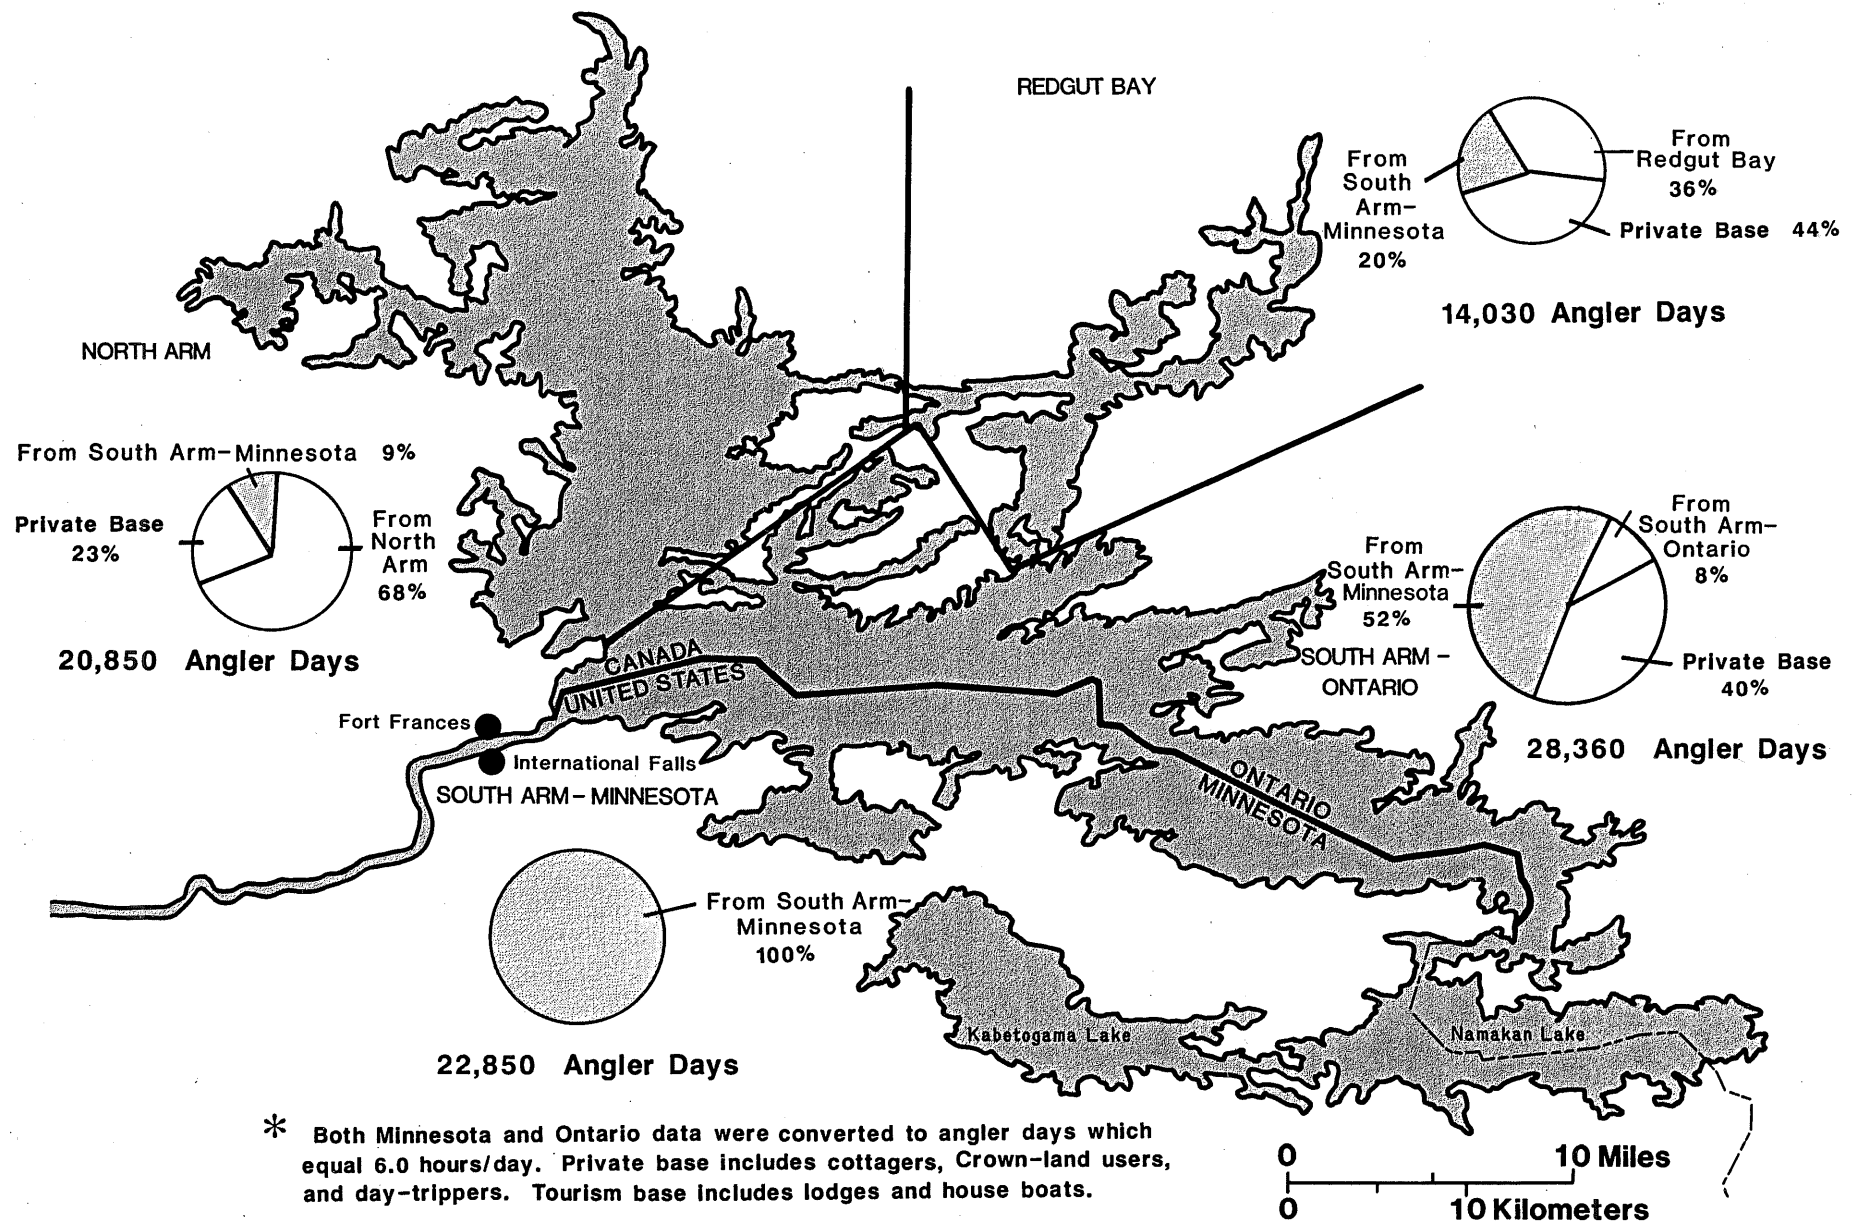 REDGUT BAY
From
Redgut Bay
36%
From
South
Arm–
Minnesota
20%
Private Base 44%
14,030 Angler Days
NORTH ARM
From South Arm–Minnesota 9%
Private Base
23%
From
North
Arm
68%
20,850 Angler Days
From
South Arm–
Ontario
8%
From
South Arm–
Minnesota
52%
SOUTH ARM –
ONTARIO
Private Base
40%
28,360 Angler Days
CANADA
UNITED STATES
Fort Frances
International Falls
SOUTH ARM – MINNESOTA
ONTARIO
MINNESOTA
From South Arm–
Minnesota
100%
22,850 Angler Days
Kabetogama Lake
Namakan Lake
* Both Minnesota and Ontario data were converted to angler days which
equal 6.0 hours/day. Private base includes cottagers, Crown-land users,
and day-trippers. Tourism base includes lodges and house boats.
0 10 Miles
0 10 Kilometers